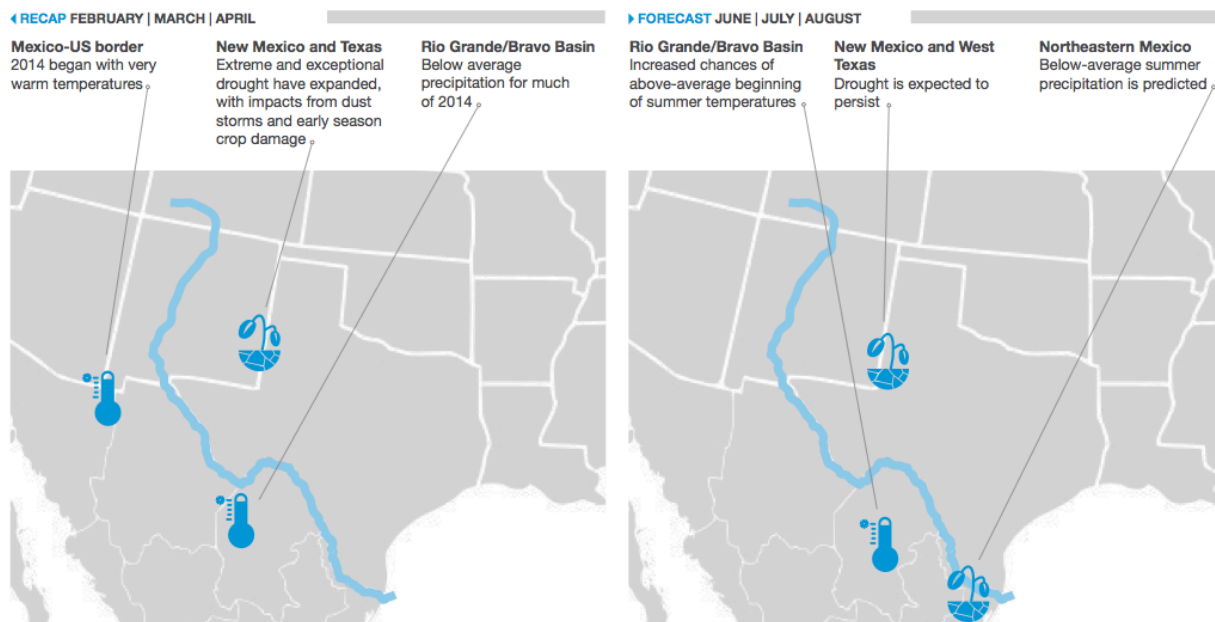 RECAP FEBRUARY | MARCH | APRIL
Mexico-US border
2014 began with very
warm temperatures
New Mexico and Texas
Extreme and exceptional
drought have expanded,
with impacts from dust
storms and early season
crop damage
Rio Grande/Bravo Basin
Below average
precipitation for much
of 2014
FORECAST JUNE | JULY | AUGUST
Rio Grande/Bravo Basin
Increased chances of
above-average beginning
of summer temperatures
New Mexico and West
Texas
Drought is expected to
persist
Northeastern Mexico
Below-average summer
precipitation is predicted